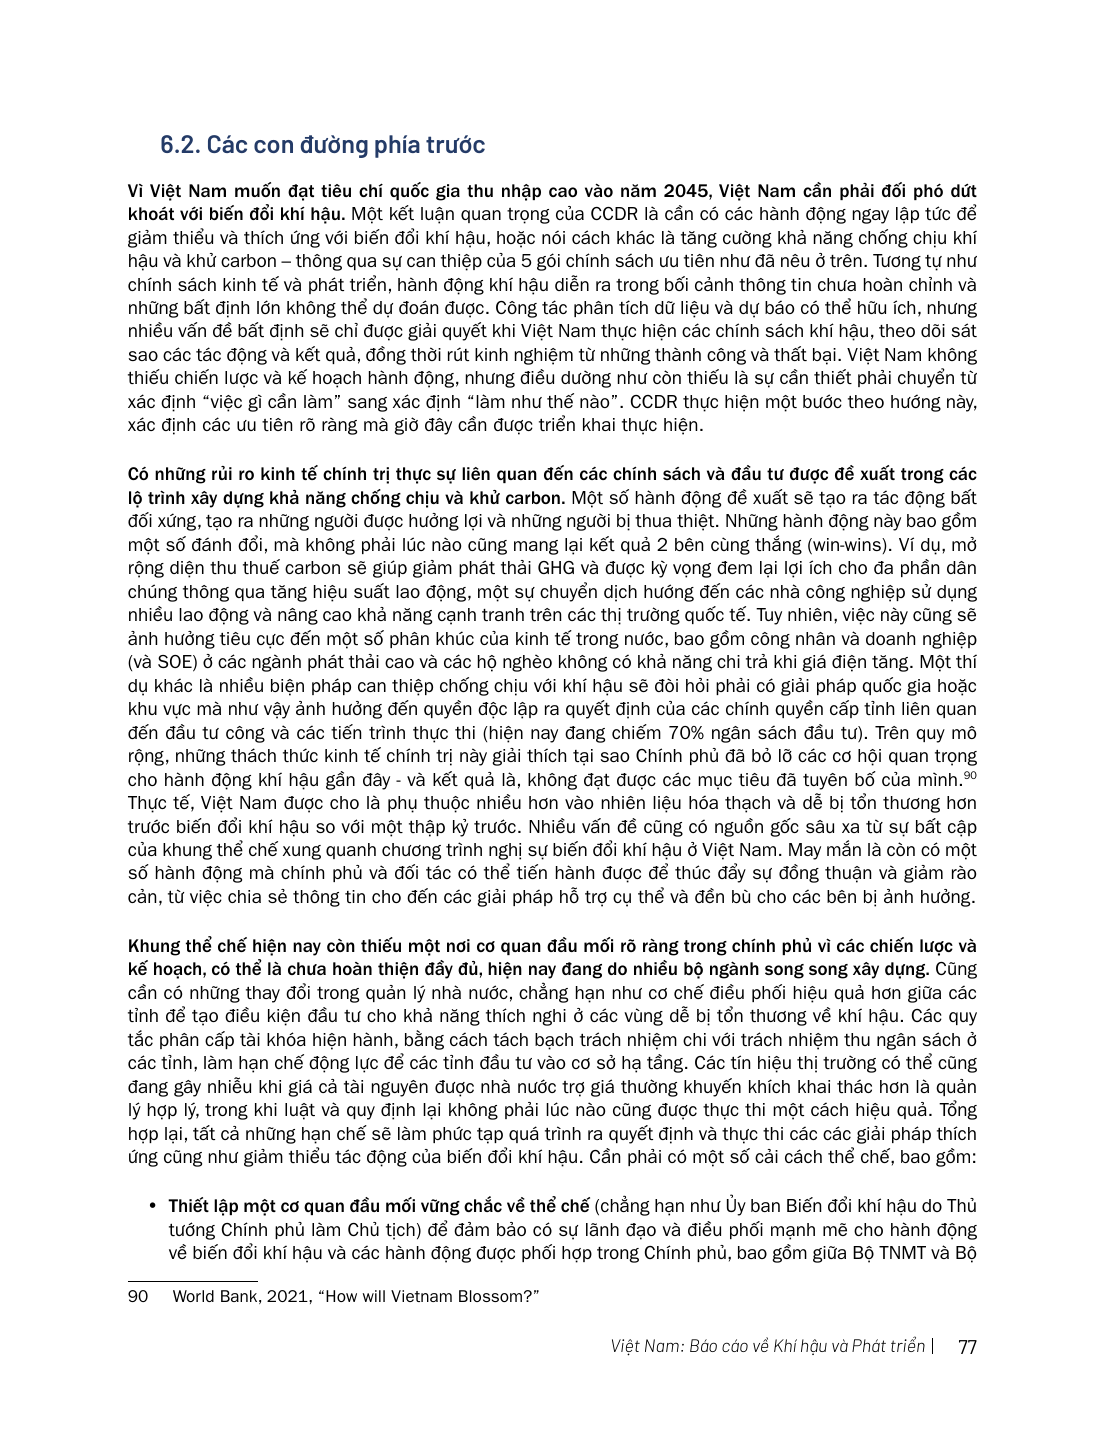 6.2. Các con đường phía trước
Vì Việt Nam muốn đạt tiêu chí quốc gia thu nhập cao vào năm 2045, Việt Nam cần phải đối phó dứt
khoát với biến đổi khí hậu. Một kết luận quan trọng của CCDR là cần có các hành động ngay lập tức để
giảm thiểu và thích ứng với biến đổi khí hậu, hoặc nói cách khác là tăng cường khả năng chống chịu khí
hậu và khử carbon – thông qua sự can thiệp của 5 gói chính sách ưu tiên như đã nêu ở trên. Tương tự như
chính sách kinh tế và phát triển, hành động khí hậu diễn ra trong bối cảnh thông tin chưa hoàn chỉnh và
những bất định lớn không thể dự đoán được. Công tác phân tích dữ liệu và dự báo có thể hữu ích, nhưng
nhiều vấn đề bất định sẽ chỉ được giải quyết khi Việt Nam thực hiện các chính sách khí hậu, theo dõi sát
sao các tác động và kết quả, đồng thời rút kinh nghiệm từ những thành công và thất bại. Việt Nam không
thiếu chiến lược và kế hoạch hành động, nhưng điều dường như còn thiếu là sự cần thiết phải chuyển từ
xác định “việc gì cần làm” sang xác định “làm như thế nào”. CCDR thực hiện một bước theo hướng này,
xác định các ưu tiên rõ ràng mà giờ đây cần được triển khai thực hiện.
Có những rủi ro kinh tế chính trị thực sự liên quan đến các chính sách và đầu tư được đề xuất trong các
lộ trình xây dựng khả năng chống chịu và khử carbon. Một số hành động đề xuất sẽ tạo ra tác động bất
đối xứng, tạo ra những người được hưởng lợi và những người bị thua thiệt. Những hành động này bao gồm
một số đánh đổi, mà không phải lúc nào cũng mang lại kết quả 2 bên cùng thắng (win-wins). Ví dụ, mở
rộng diện thu thuế carbon sẽ giúp giảm phát thải GHG và được kỳ vọng đem lại lợi ích cho đa phần dân
chúng thông qua tăng hiệu suất lao động, một sự chuyển dịch hướng đến các nhà công nghiệp sử dụng
nhiều lao động và nâng cao khả năng cạnh tranh trên các thị trường quốc tế. Tuy nhiên, việc này cũng sẽ
ảnh hưởng tiêu cực đến một số phân khúc của kinh tế trong nước, bao gồm công nhân và doanh nghiệp
(và SOE) ở các ngành phát thải cao và các hộ nghèo không có khả năng chi trả khi giá điện tăng. Một thí
dụ khác là nhiều biện pháp can thiệp chống chịu với khí hậu sẽ đòi hỏi phải có giải pháp quốc gia hoặc
khu vực mà như vậy ảnh hưởng đến quyền độc lập ra quyết định của các chính quyền cấp tỉnh liên quan
đến đầu tư công và các tiến trình thực thi (hiện nay đang chiếm 70% ngân sách đầu tư). Trên quy mô
rộng, những thách thức kinh tế chính trị này giải thích tại sao Chính phủ đã bỏ lỡ các cơ hội quan trọng
cho hành động khí hậu gần đây - và kết quả là, không đạt được các mục tiêu đã tuyên bố của mình.90
Thực tế, Việt Nam được cho là phụ thuộc nhiều hơn vào nhiên liệu hóa thạch và dễ bị tổn thương hơn
trước biến đổi khí hậu so với một thập kỷ trước. Nhiều vấn đề cũng có nguồn gốc sâu xa từ sự bất cập
của khung thể chế xung quanh chương trình nghị sự biến đổi khí hậu ở Việt Nam. May mắn là còn có một
số hành động mà chính phủ và đối tác có thể tiến hành được để thúc đẩy sự đồng thuận và giảm rào
cản, từ việc chia sẻ thông tin cho đến các giải pháp hỗ trợ cụ thể và đền bù cho các bên bị ảnh hưởng.
Khung thể chế hiện nay còn thiếu một nơi cơ quan đầu mối rõ ràng trong chính phủ vì các chiến lược và
kế hoạch, có thể là chưa hoàn thiện đầy đủ, hiện nay đang do nhiều bộ ngành song song xây dựng. Cũng
cần có những thay đổi trong quản lý nhà nước, chẳng hạn như cơ chế điều phối hiệu quả hơn giữa các
tỉnh để tạo điều kiện đầu tư cho khả năng thích nghi ở các vùng dễ bị tổn thương về khí hậu. Các quy
tắc phân cấp tài khóa hiện hành, bằng cách tách bạch trách nhiệm chi với trách nhiệm thu ngân sách ở
các tỉnh, làm hạn chế động lực để các tỉnh đầu tư vào cơ sở hạ tầng. Các tín hiệu thị trường có thể cũng
đang gây nhiễu khi giá cả tài nguyên được nhà nước trợ giá thường khuyến khích khai thác hơn là quản
lý hợp lý, trong khi luật và quy định lại không phải lúc nào cũng được thực thi một cách hiệu quả. Tổng
hợp lại, tất cả những hạn chế sẽ làm phức tạp quá trình ra quyết định và thực thi các các giải pháp thích
ứng cũng như giảm thiểu tác động của biến đổi khí hậu. Cần phải có một số cải cách thể chế, bao gồm:
• Thiết lập một cơ quan đầu mối vững chắc về thể chế (chẳng hạn như Ủy ban Biến đổi khí hậu do Thủ
tướng Chính phủ làm Chủ tịch) để đảm bảo có sự lãnh đạo và điều phối mạnh mẽ cho hành động
về biến đổi khí hậu và các hành động được phối hợp trong Chính phủ, bao gồm giữa Bộ TNMT và Bộ
90 World Bank, 2021, “How will Vietnam Blossom?”
Việt Nam: Báo cáo về Khí hậu và Phát triển | 77